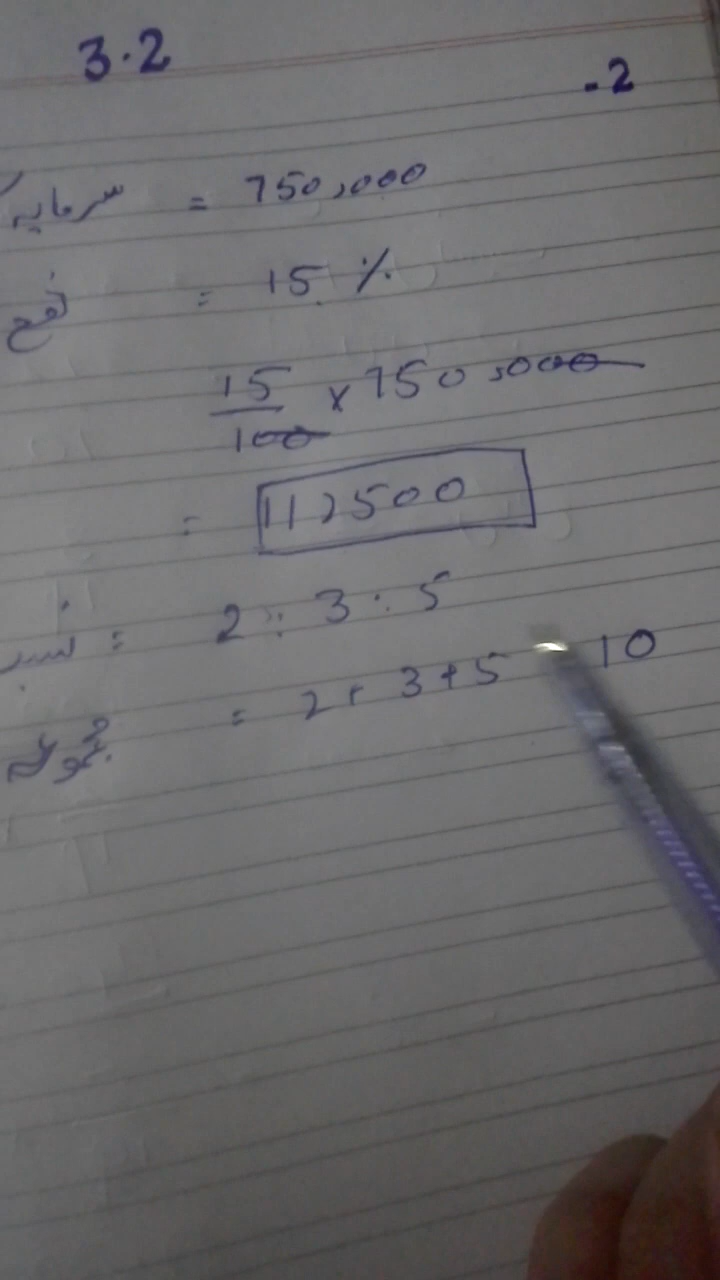 3.2
.2
سرمایہ = 750,000
نفع = 15 %
15/100 × 750,000
= 112500
نسبت = 2 : 3 : 5
مجموعہ = 2 + 3 + 5 10